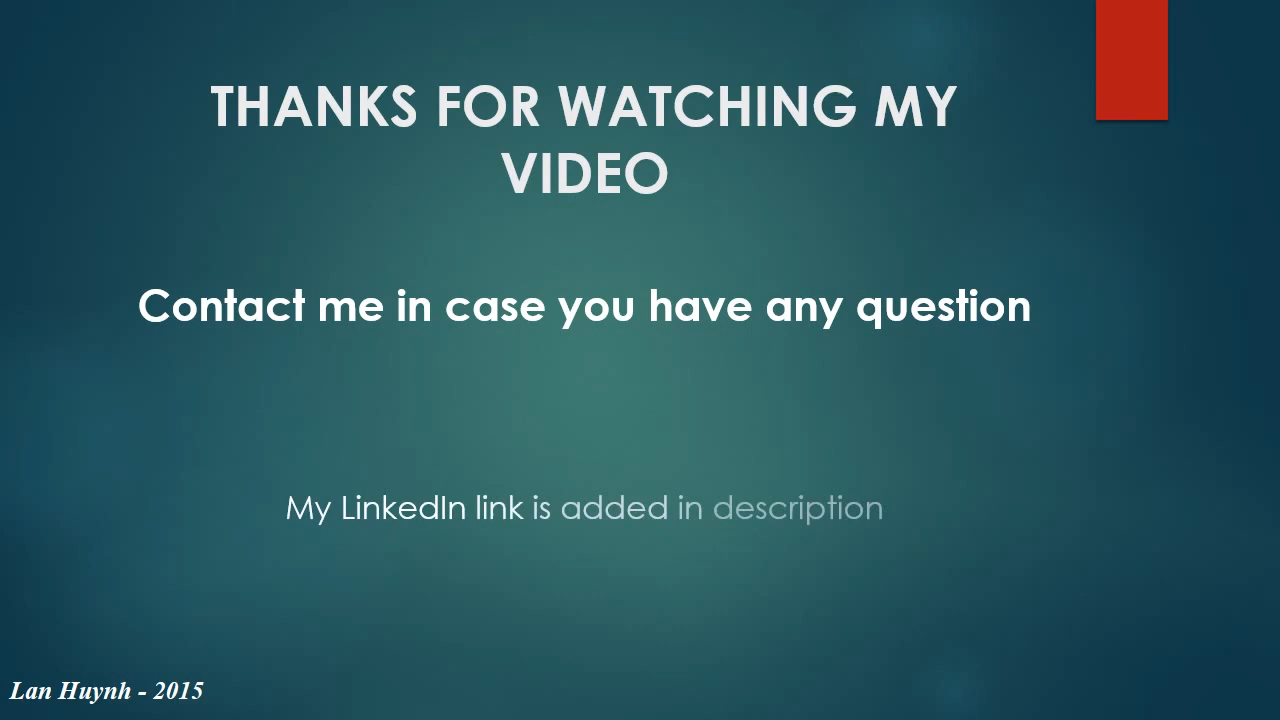 THANKS FOR WATCHING MY
VIDEO
Contact me in case you have any question
My LinkedIn link is added in description
Lan Huynh - 2015